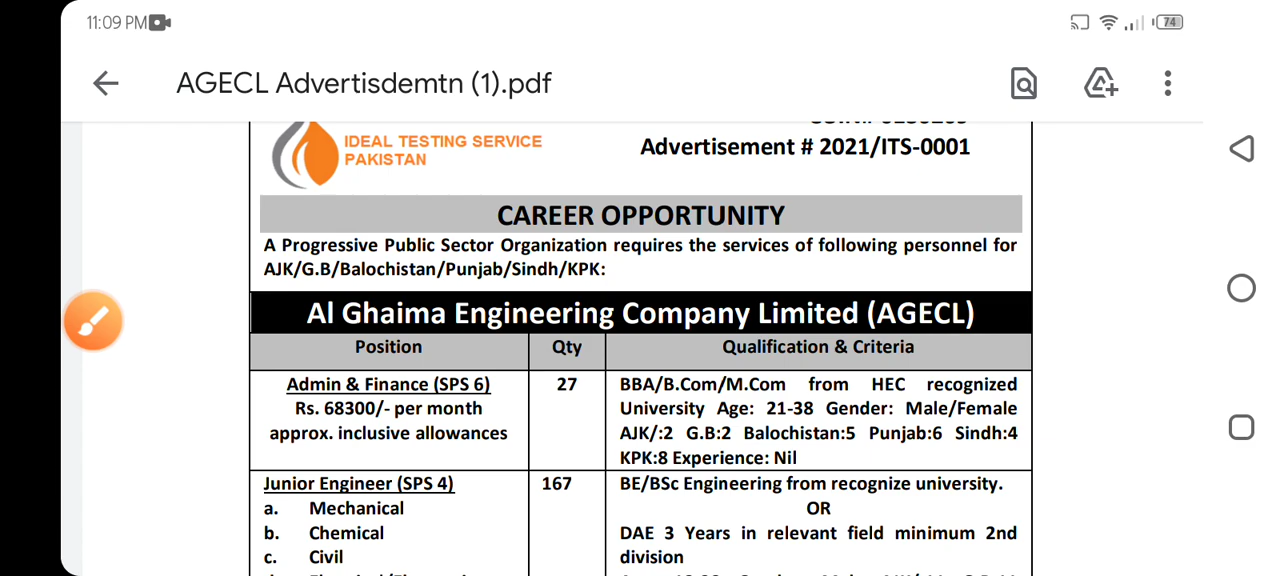 11:09 PM
74
AGECL Advertisdemtn (1).pdf
IDEAL TESTING SERVICE
PAKISTAN
Advertisement # 2021/ITS-0001
CAREER OPPORTUNITY
A Progressive Public Sector Organization requires the services of following personnel for
AJK/G.B/Balochistan/Punjab/Sindh/KPK:
Al Ghaima Engineering Company Limited (AGECL)
Position Qty Qualification & Criteria
Admin & Finance (SPS 6)
Rs. 68300/- per month
approx. inclusive allowances
27
BBA/B.Com/M.Com from HEC recognized
University Age: 21-38 Gender: Male/Female
AJK/:2 G.B:2 Balochistan:5 Punjab:6 Sindh:4
KPK:8 Experience: Nil
Junior Engineer (SPS 4)
a. Mechanical
b. Chemical
c. Civil
167
BE/BSc Engineering from recognize university.
OR
DAE 3 Years in relevant field minimum 2nd
division